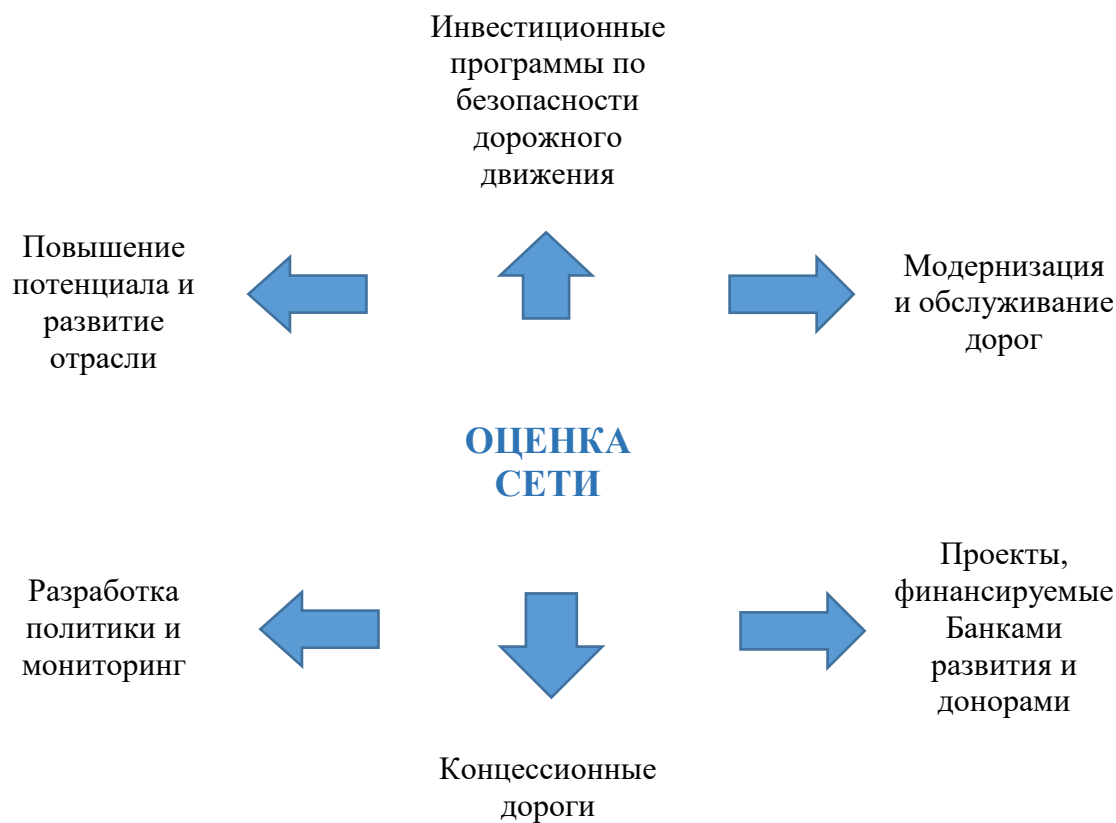 Инвестиционные
программы по
безопасности
дорожного
движения
Повышение
потенциала и
развитие
отрасли
Модернизация
и обслуживание
дорог
ОЦЕНКА
СЕТИ
Разработка
политики и
мониторинг
Проекты,
финансируемые
Банками
развития и
донорами
Концессионные
дороги